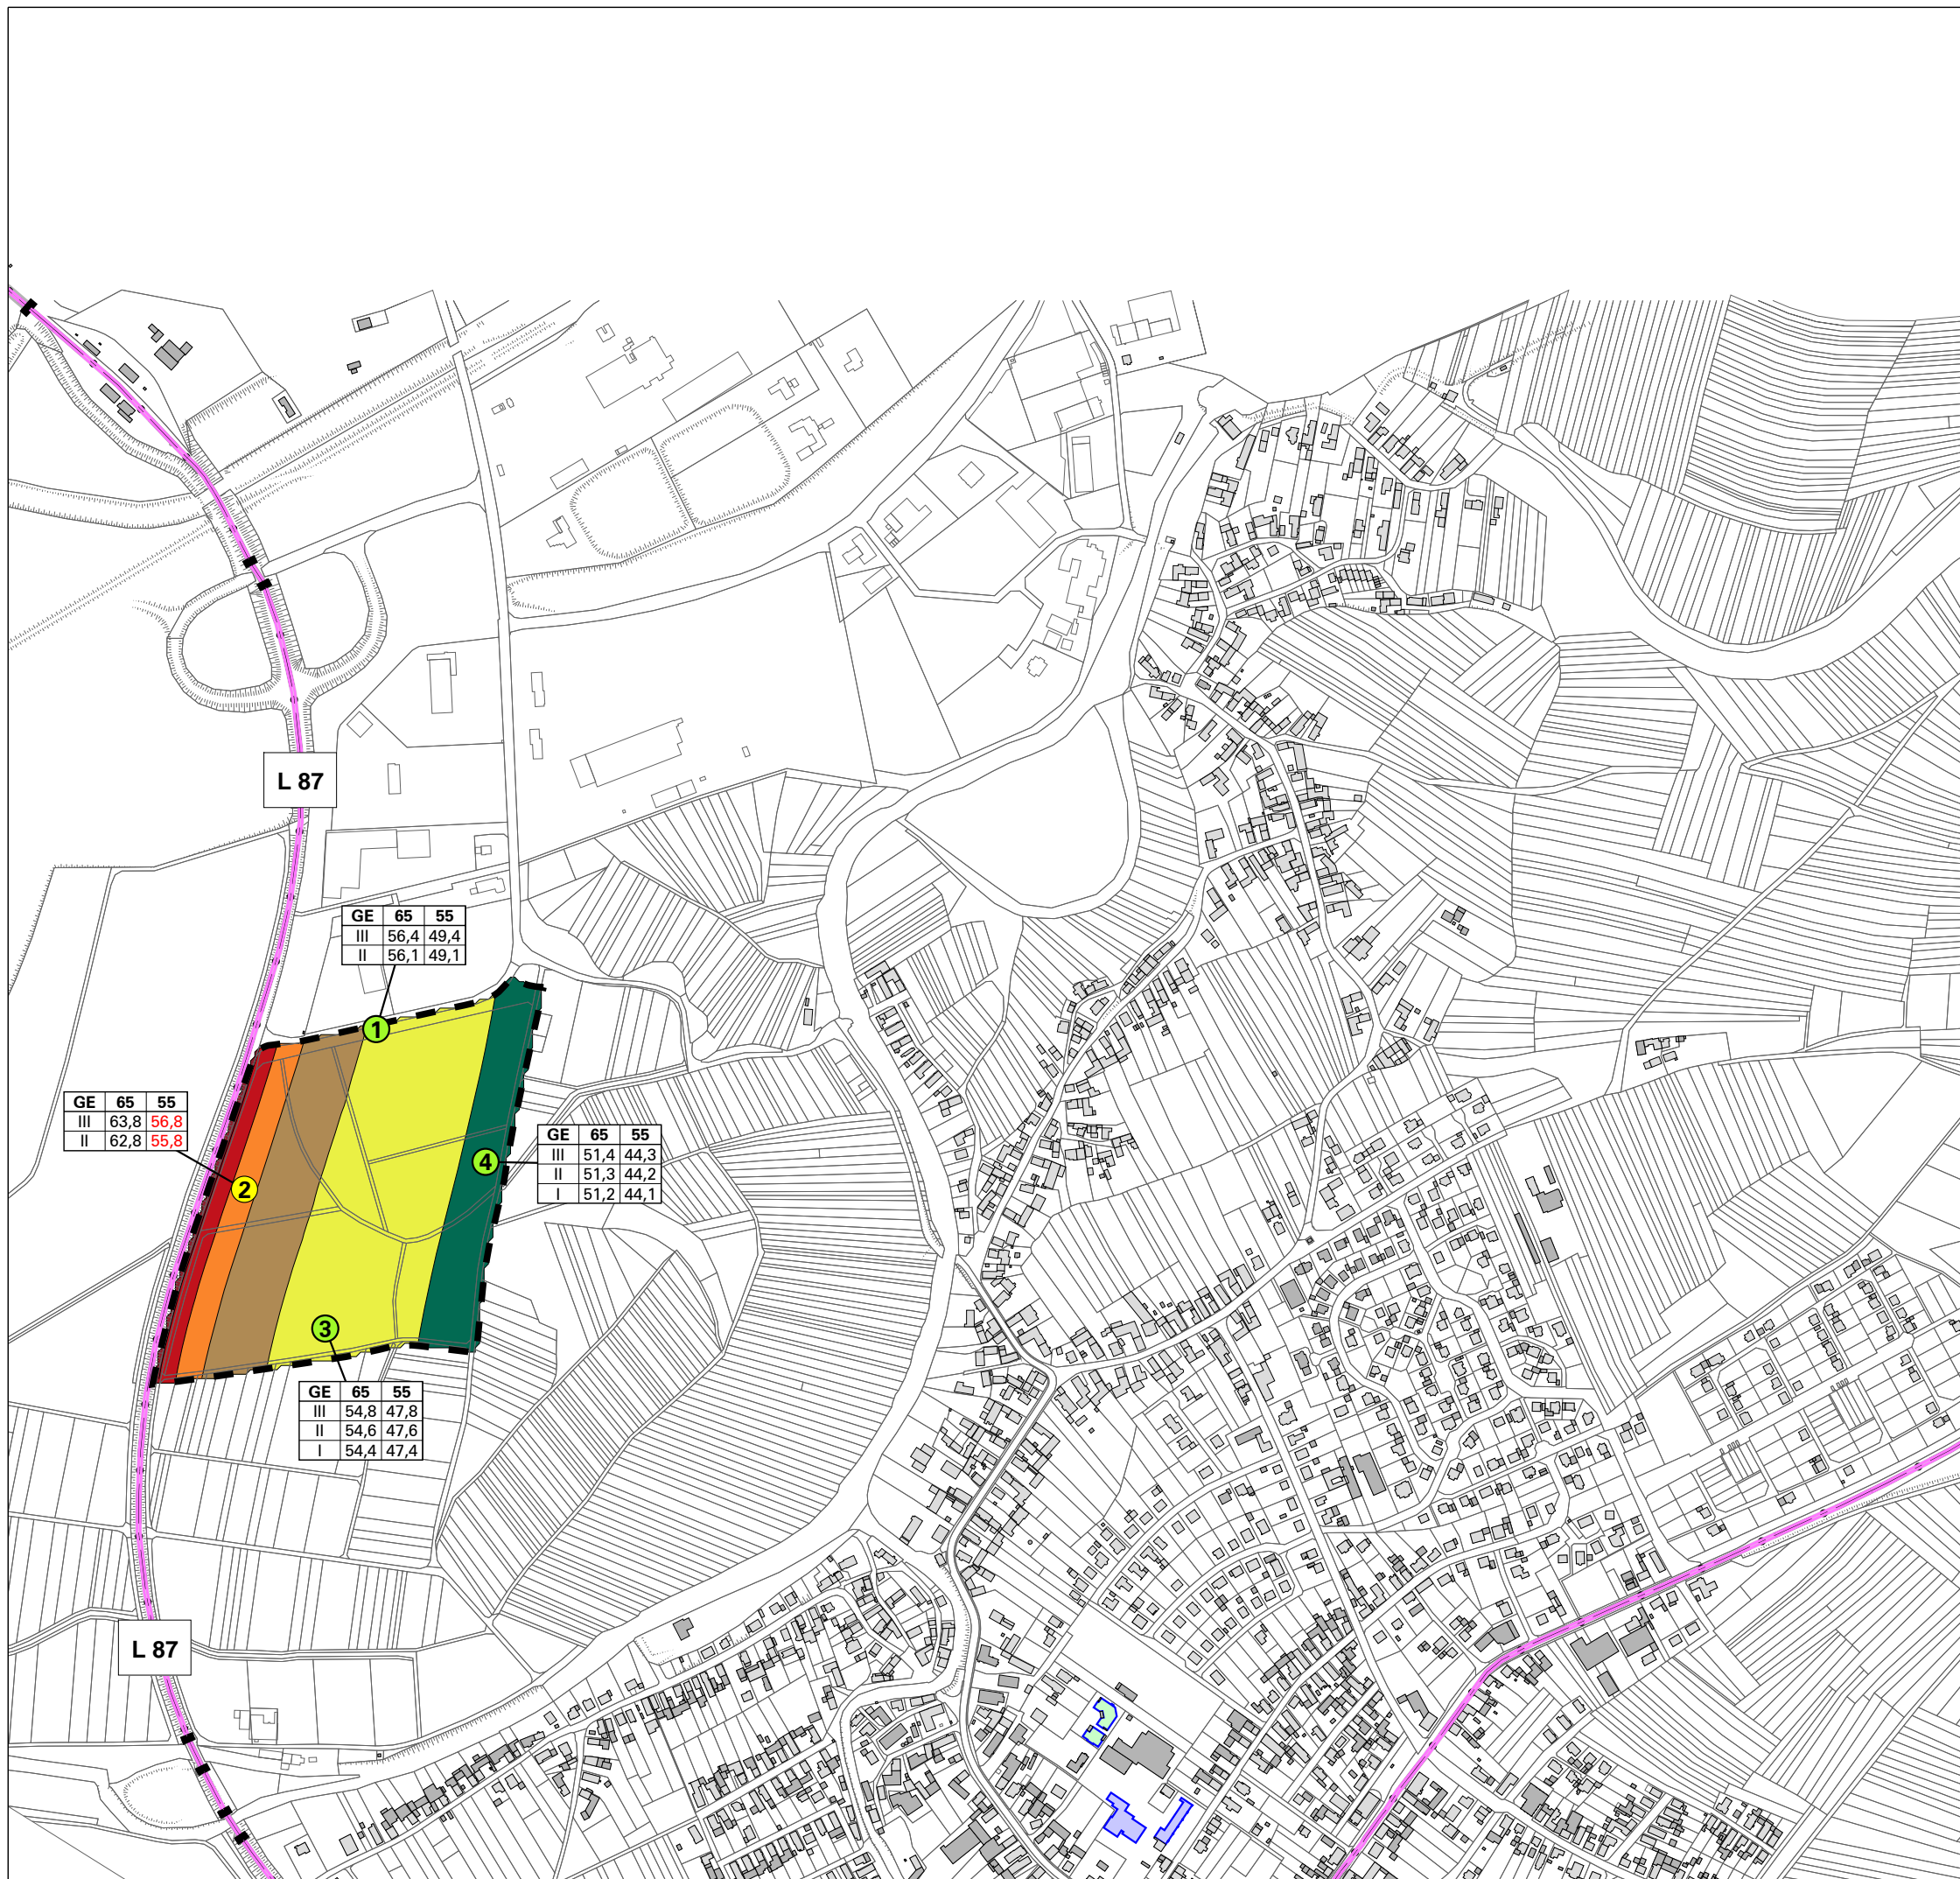 L 87
GE 65 55
III 56,4 49,4
II 56,1 49,1
1
GE 65 55
III 63,8 56,8
II 62,8 55,8
2
GE 65 55
III 51,4 44,3
II 51,3 44,2
I 51,2 44,1
4
3
GE 65 55
III 54,8 47,8
II 54,6 47,6
I 54,4 47,4
L 87